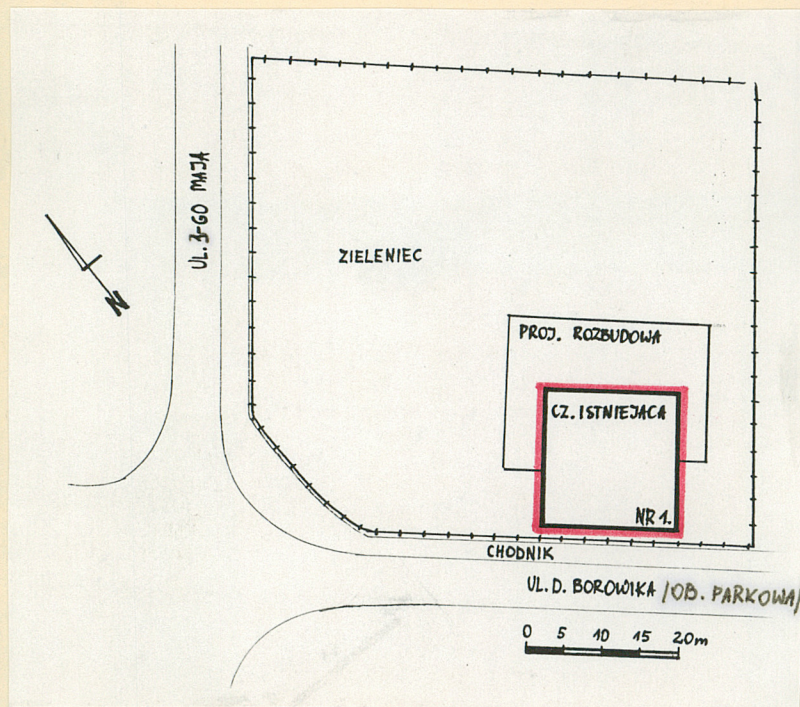 UL. 3-GO MAJA
ZIELENIEC
PROJ. ROZBUDOWA
CZ. ISTNIEJACA
NR 1.
CHODNIK
UL. D. BOROWIKA /OB. PARKOWA/
0 5 10 15 20m
N